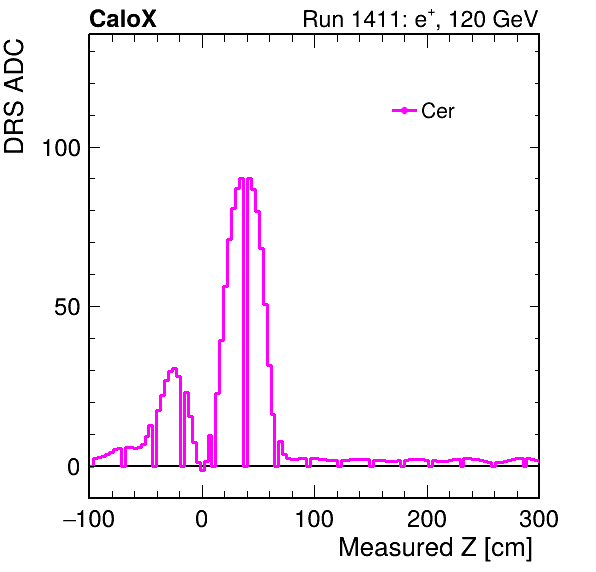 CaloX Run 1411: e⁺, 120 GeV
DRS ADC
Cer
100
50
0
−100 0 100 200 300
Measured Z [cm]